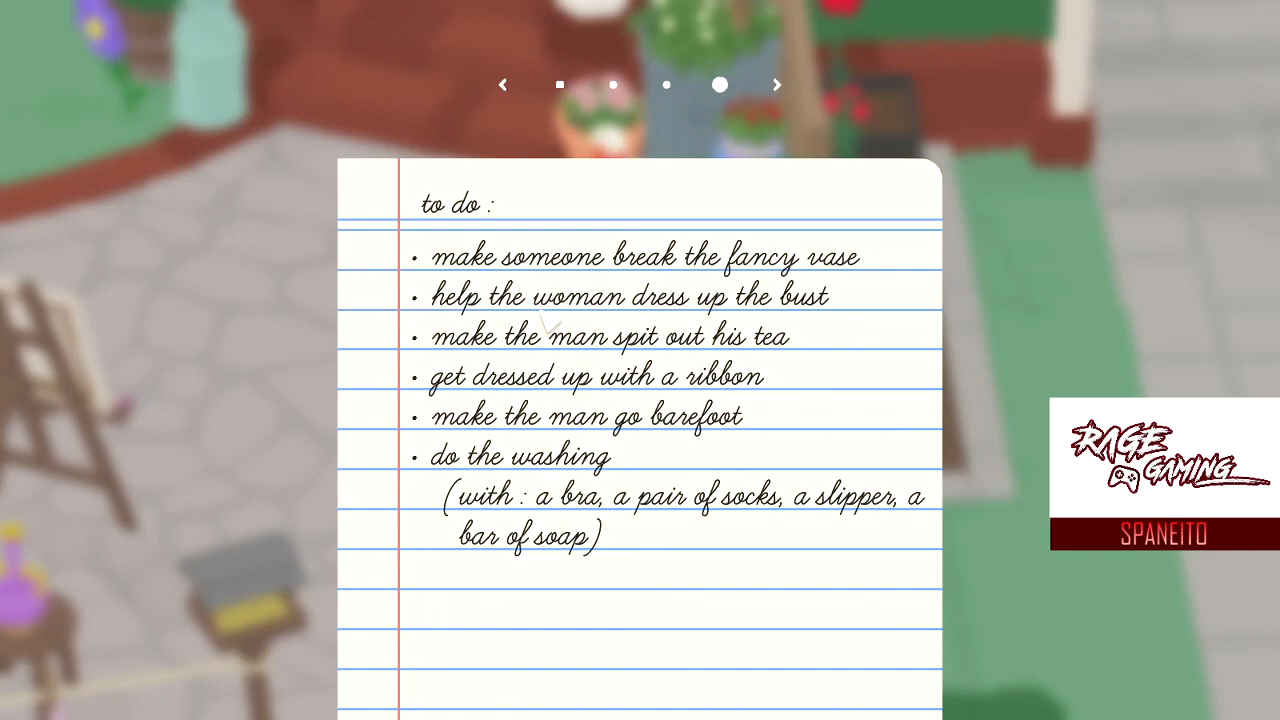 to do :
• make someone break the fancy vase
• help the woman dress up the bust
• make the man spit out his tea
• get dressed up with a ribbon
• make the man go barefoot
• do the washing
(with : a bra, a pair of socks, a slipper, a
bar of soap)
RAGE
GAMING
SPANEITO